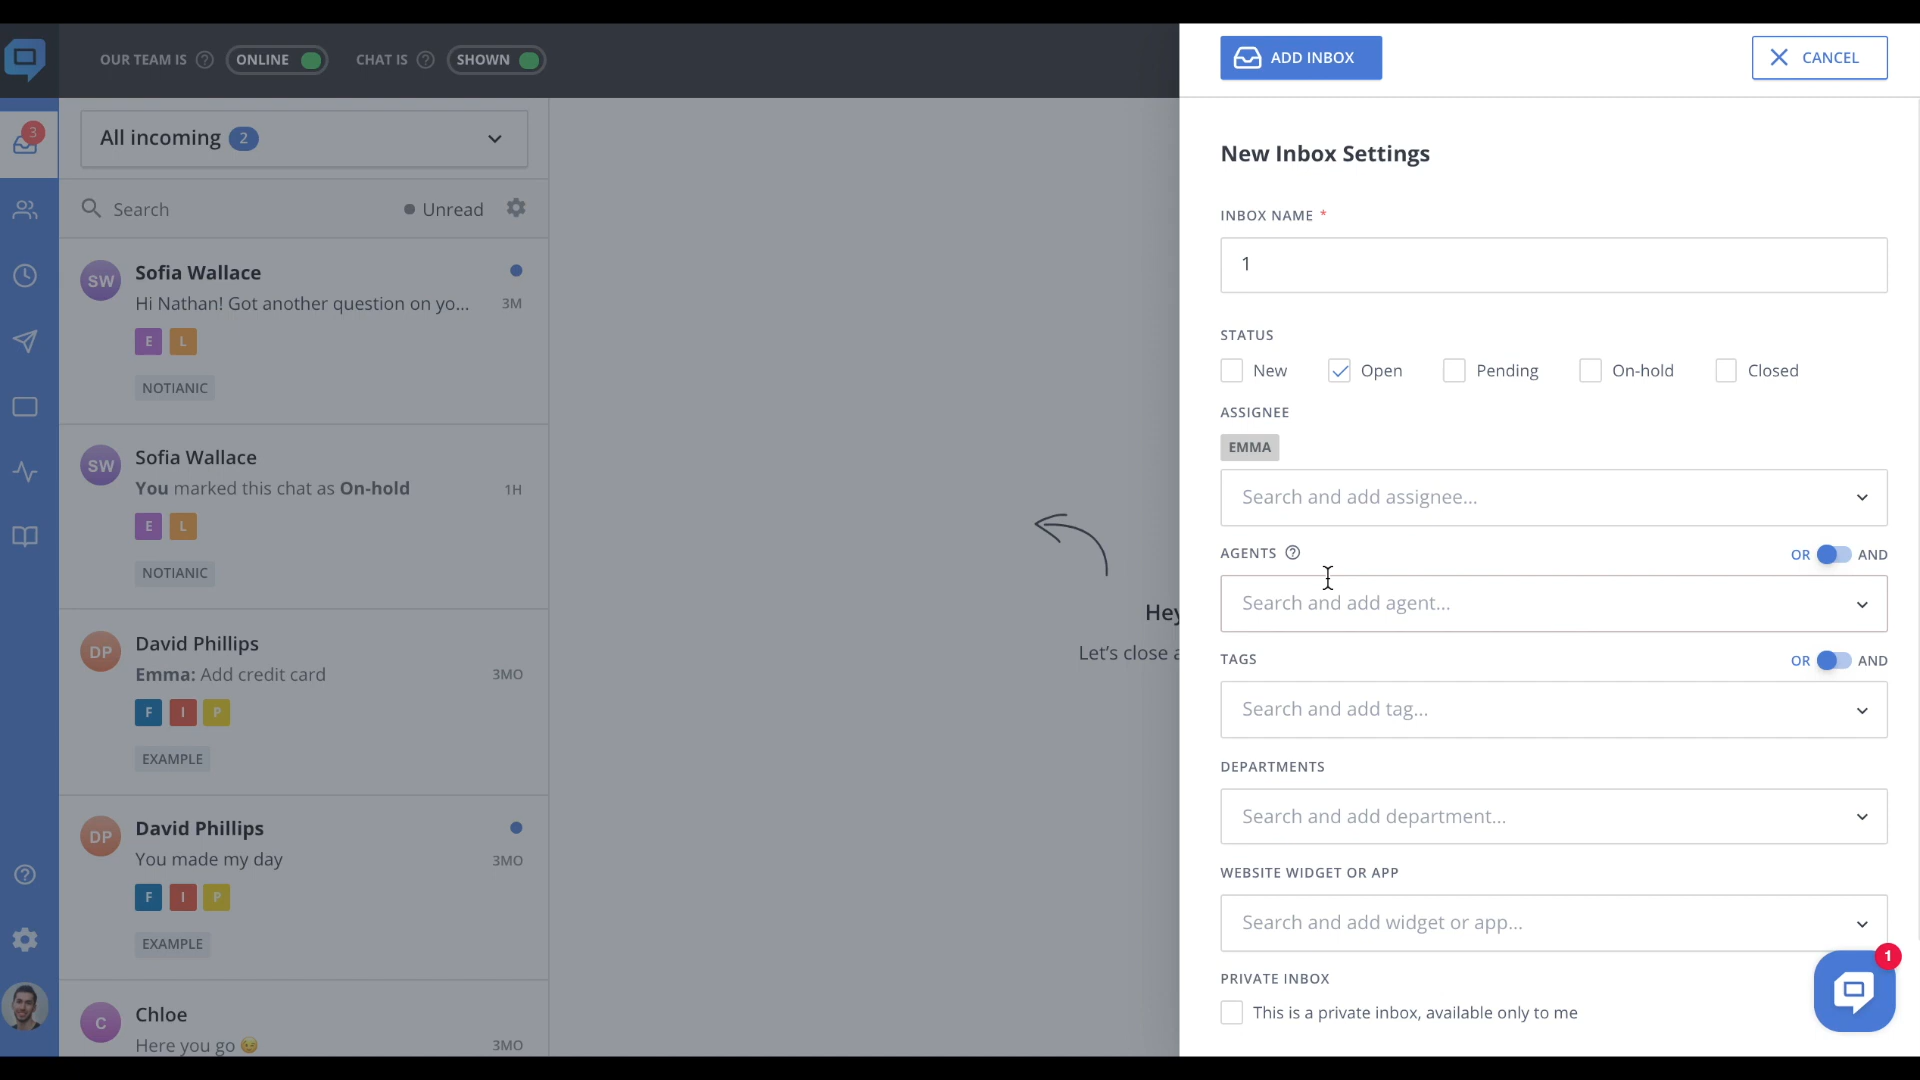 OUR TEAM IS ONLINE CHAT IS SHOWN
ADD INBOX
CANCEL
3
All incoming 2
Search
Unread
SW
Sofia Wallace
Hi Nathan! Got another question on yo...
3M
E L
NOTIANIC
SW
Sofia Wallace
You marked this chat as On-hold
1H
E L
NOTIANIC
DP
David Phillips
Emma: Add credit card
3MO
F I P
EXAMPLE
DP
David Phillips
You made my day
3MO
F I P
EXAMPLE
C
Chloe
Here you go 😉
3MO
Hey
Let's close a
New Inbox Settings
INBOX NAME *
1
STATUS
New Open Pending On-hold Closed
ASSIGNEE
EMMA
Search and add assignee...
AGENTS
OR AND
Search and add agent...
TAGS
OR AND
Search and add tag...
DEPARTMENTS
Search and add department...
WEBSITE WIDGET OR APP
Search and add widget or app...
1
PRIVATE INBOX
This is a private inbox, available only to me